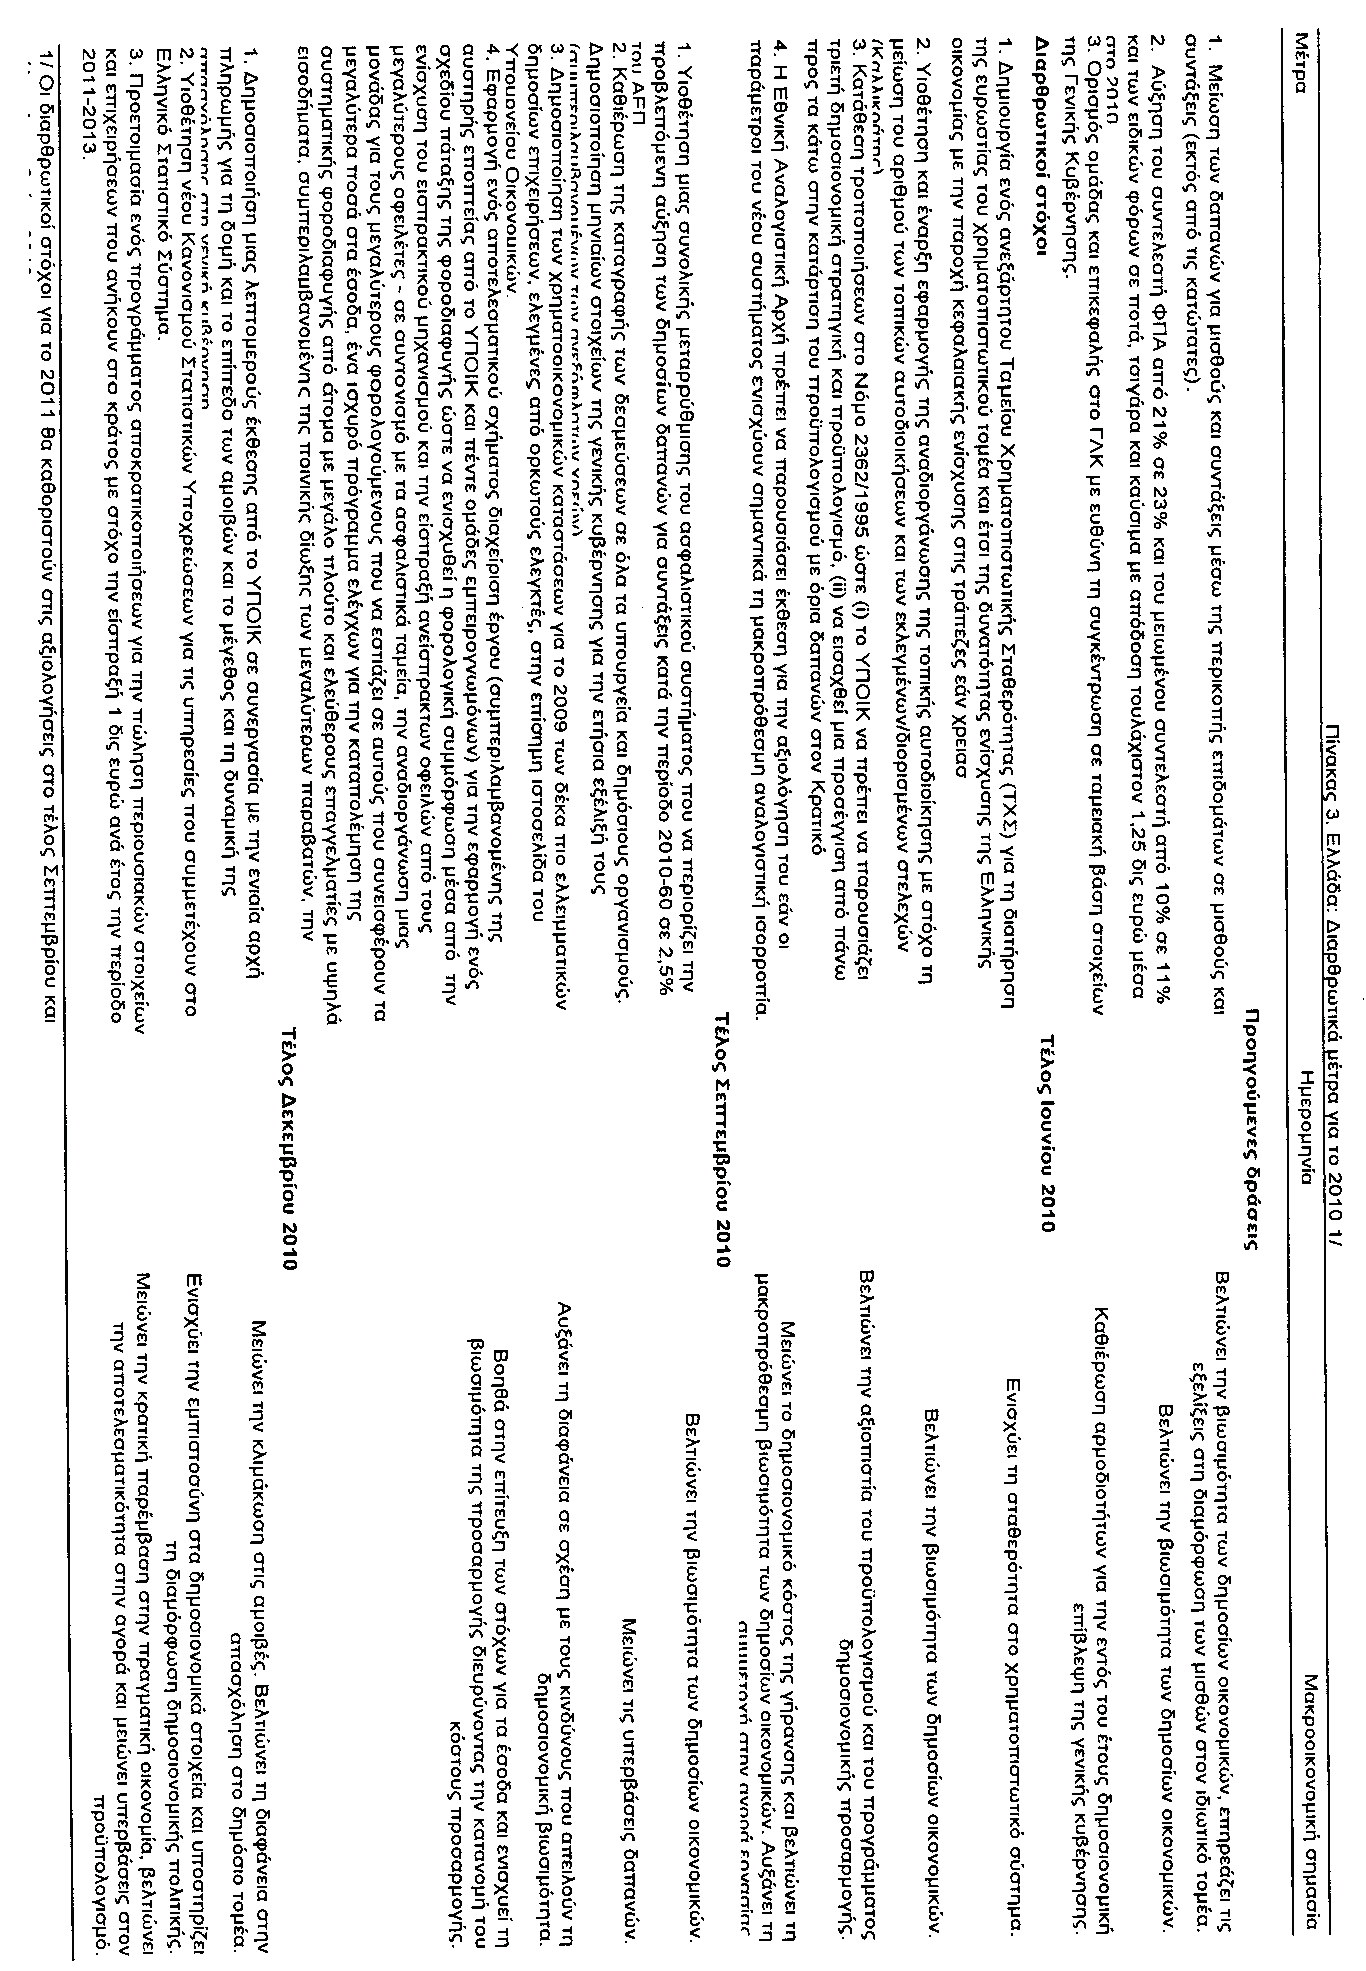 Πίνακας 3. Ελλάδα: Διαρθρωτικά μέτρα για το 2010 1/
Μέτρα Ημερομηνία Μακροοικονομική σημασία
Προηγούμενες δράσεις
1. Μείωση των δαπανών για μισθούς και συντάξεις μέσω της περικοπής επιδομάτων σε μισθούς και
συντάξεις (εκτός από τις κατώτατες).
Βελτιώνει την βιωσιμότητα των δημοσίων οικονομικών, επηρεάζει τις
εξελίξεις στη διαμόρφωση των μισθών στον ιδιωτικό τομέα.
2. Αύξηση του συντελεστή ΦΠΑ από 21% σε 23% και του μειωμένου συντελεστή από 10% σε 11%
και των ειδικών φόρων σε ποτά, τσιγάρα και καύσιμα με απόδοση τουλάχιστον 1,25 δις ευρώ μέσα
στο 2010
Βελτιώνει την βιωσιμότητα των δημοσίων οικονομικών.
3. Ορισμός ομάδας και επικεφαλής στο ΓΛΚ με ευθύνη τη συγκέντρωση σε ταμειακή βάση στοιχείων
της Γενικής Κυβέρνησης.
Καθιέρωση αρμοδιοτήτων για την εντός του έτους δημοσιονομική
επίβλεψη της γενικής κυβέρνησης.
Διαρθρωτικοί στόχοι
Τέλος Ιουνίου 2010
1. Δημιουργία ενός ανεξάρτητου Ταμείου Χρηματοπιστωτικής Σταθερότητας (ΤΧΣ) για τη διατήρηση
της ευρωστίας του χρηματοπιστωτικού τομέα και έτσι της δυνατότητας ενίσχυσης της Ελληνικής
οικονομίας με την παροχή κεφαλαιακής ενίσχυσης στις τράπεζες εάν χρειασ
Ενισχύει τη σταθερότητα στο χρηματοπιστωτικό σύστημα.
2. Υιοθέτηση και έναρξη εφαρμογής της αναδιοργάνωσης της τοπικής αυτοδιοίκησης με στόχο τη
μείωση του αριθμού των τοπικών αυτοδιοικήσεων και των εκλεγμένων/διορισμένων στελεχών
(Καλλικράτης)
Βελτιώνει την βιωσιμότητα των δημοσίων οικονομικών.
3. Κατάθεση τροποποιήσεων στο Νόμο 2362/1995 ώστε (i) το ΥΠΟΙΚ να πρέπει να παρουσιάζει
τριετή δημοσιονομική στρατηγική και προϋπολογισμό, (ii) να εισαχθεί μια προσέγγιση από πάνω
προς τα κάτω στην κατάρτιση του προϋπολογισμού με όρια δαπανών στον Κρατικό
Βελτιώνει την αξιοπιστία του προϋπολογισμού και του προγράμματος
δημοσιονομικής προσαρμογής.
4. Η Εθνική Αναλογιστική Αρχή πρέπει να παρουσιάσει έκθεση για την αξιολόγηση του εάν οι
παράμετροι του νέου συστήματος ενισχύουν σημαντικά τη μακροπρόθεσμη αναλογιστική ισορροπία.
Μειώνει το δημοσιονομικό κόστος της γήρανσης και βελτιώνει τη
μακροπρόθεσμη βιωσιμότητα των δημοσίων οικονομικών. Αυξάνει τη
συμμετοχή στην αγορά εργασίας
Τέλος Σεπτεμβρίου 2010
1. Υιοθέτηση μιας συνολικής μεταρρύθμισης του ασφαλιστικού συστήματος που να περιορίζει την
προβλεπόμενη αύξηση των δημοσίων δαπανών για συντάξεις κατά την περίοδο 2010-60 σε 2,5%
του ΑΕΠ
Βελτιώνει την βιωσιμότητα των δημοσίων οικονομικών.
2. Καθιέρωση της καταγραφής των δεσμεύσεων σε όλα τα υπουργεία και δημόσιους οργανισμούς.
Δημοσιοποίηση μηνιαίων στοιχείων της γενικής κυβέρνησης για την ετήσια εξέλιξή τους
Μειώνει τις υπερβάσεις δαπανών.
3. Δημοσιοποίηση των χρηματοοικονομικών καταστάσεων για το 2009 των δέκα πιο ελλειμματικών
δημοσίων επιχειρήσεων, ελεγμένες από ορκωτούς ελεγκτές, στην επίσημη ιστοσελίδα του
Υπουργείου Οικονομικών.
Αυξάνει τη διαφάνεια σε σχέση με τους κινδύνους που απειλούν τη
δημοσιονομική βιωσιμότητα.
4. Εφαρμογή ενός αποτελεσματικού σχήματος διαχείριση έργου (συμπεριλαμβανομένης της
αυστηρής εποπτείας από το ΥΠΟΙΚ και πέντε ομάδες εμπειρογνωμόνων) για την εφαρμογή ενός
σχεδίου πάταξης της φοροδιαφυγής ώστε να ενισχυθεί η φορολογική συμμόρφωση μέσα από την
ενίσχυση του εισπρακτικού μηχανισμού και την είσπραξη ανείσπρακτων οφειλών από τους
μεγαλύτερους οφειλέτες - σε συντονισμό με τα ασφαλιστικά ταμεία, την αναδιοργάνωση μιας
μονάδας για τους μεγαλύτερους φορολογούμενους που να εστιάζει σε αυτούς που συνεισφέρουν τα
μεγαλύτερα ποσά στα έσοδα, ένα ισχυρό πρόγραμμα ελέγχων για την καταπολέμηση της
συστηματικής φοροδιαφυγής από άτομα με μεγάλο πλούτο και ελεύθερους επαγγελματίες με υψηλά
εισοδήματα, συμπεριλαμβανομένης της ποινικής δίωξης των μεγαλύτερων παραβατών, την
Βοηθά στην επίτευξη των στόχων για τα έσοδα και ενισχυεί τη
βιωσιμότητα της προσαρμογής διευρύνοντας την κατανομή του
κόστους προσαρμογής.
Τέλος Δεκεμβρίου 2010
1. Δημοσιοποίηση μιας λεπτομερούς έκθεσης από το ΥΠΟΙΚ σε συνεργασία με την ενιαία αρχή
πληρωμής για τη δομή και το επίπεδο των αμοιβών και το μέγεθος και τη δυναμική της
απασχόλησης στη γενική κυβέρνηση
Μειώνει την κλιμάκωση στις αμοιβές. Βελτιώνει τη διαφάνεια στην
απασχόληση στο δημόσιο τομέα.
2. Υιοθέτηση νέου Κανονισμού Στατιστικών Υποχρεώσεων για τις υπηρεσίες που συμμετέχουν στο
Ελληνικό Στατιστικό Σύστημα.
Ενισχύει την εμπιστοσύνη στα δημοσιονομικά στοιχεία και υποστηρίζει
τη διαμόρφωση δημοσιονομικής πολιτικής.
3. Προετοιμασία ενός προγράμματος αποκρατικοποιήσεων για την πώληση περιουσιακών στοιχείων
και επιχειρήσεων που ανήκουν στο κράτος με στόχο την είσπραξη 1 δις ευρώ ανά έτος την περίοδο
2011-2013.
Μειώνει την κρατική παρέμβαση στην πραγματική οικονομία, βελτιώνει
την αποτελεσματικότητα στην αγορά και μειώνει υπερβάσεις στον
προϋπολογισμό.
1/ Οι διαρθρωτικοί στόχοι για το 2011 θα καθοριστούν στις αξιολογήσεις στο τέλος Σεπτεμβρίου και